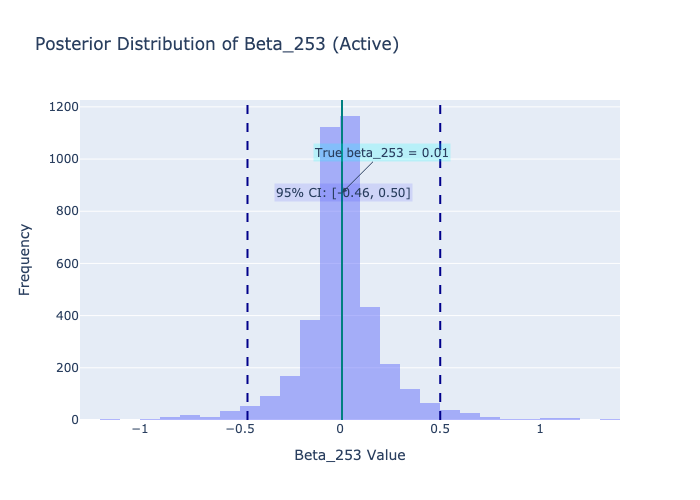 Posterior Distribution of Beta_253 (Active)
1200
1000
800
600
400
200
0
Frequency
True beta_253 = 0.01
95% CI: [-0.46, 0.50]
−1
−0.5
0
0.5
1
Beta_253 Value